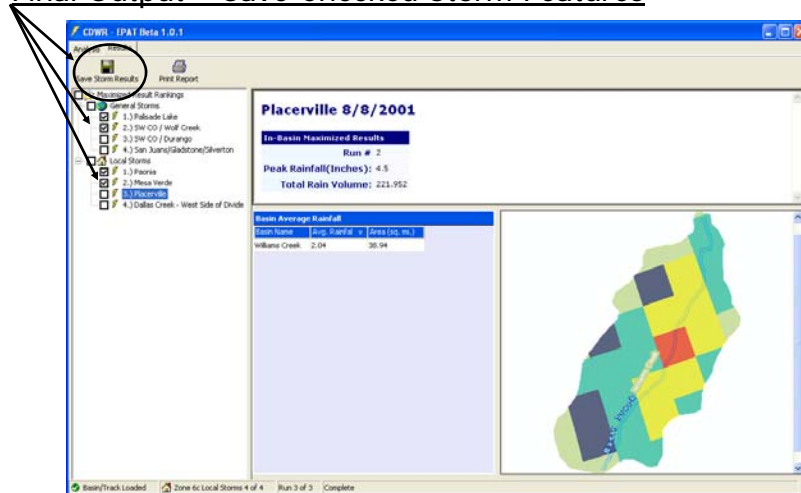 Final Output – Save Checked Storm Features
CDWR - EPAT Beta 1.0.1
Analysis Results
Save Storm Results Print Report
Maximized Result Rankings
General Storms
1.) Palisade Lake
2.) SW CO / Wolf Creek
3.) SW CO / Durango
4.) San Juans/Gladstone/Silverton
Local Storms
1.) Paonia
2.) Mesa Verde
3.) Placerville
4.) Dallas Creek - West Side of Divide
Placerville 8/8/2001
In-Basin Maximized Results
Run # 2
Peak Rainfall(Inches): 4.5
Total Rain Volume: 221.952
Basin Average Rainfall
Basin Name Avg. Rainfal Area (sq. mi.)
Williams Creek 2.04 38.94
Basin/Track Loaded Zone 6c Local Storms 4 of 4 Run 3 of 3 Complete